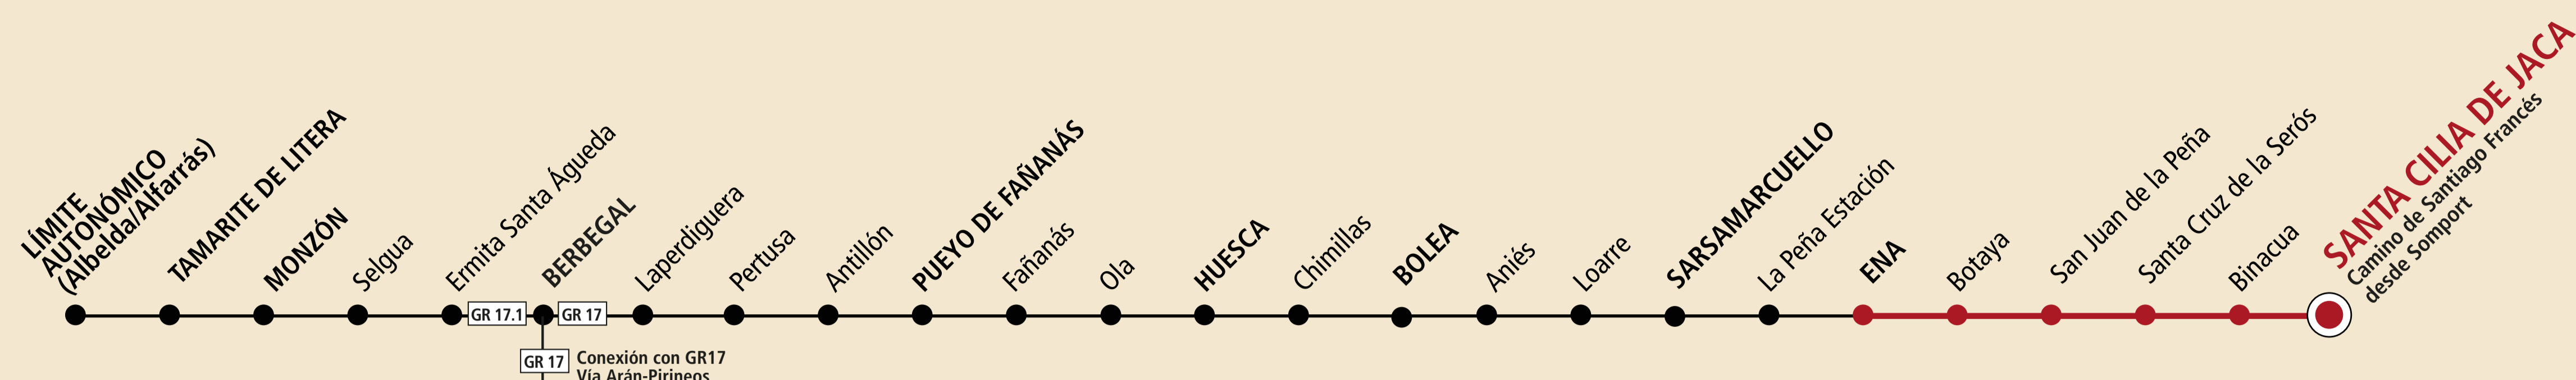 LÍMITE
AUTONÓMICO
(Albelda/Alfarrás)
TAMARITE DE LITERA
MONZÓN
Selgua
Ermita Santa Águeda
GR 17.1
BERBEGAL
GR 17
GR 17
Conexión con GR17
Vía Arán-Pirineos
Laperdiguera
Pertusa
Antillón
PUEYO DE FAÑANÁS
Fañanás
Ola
HUESCA
Chimillas
BOLEA
Aniés
Loarre
SARSAMARCUELLO
La Peña Estación
ENA
Botaya
San Juan de la Peña
Santa Cruz de la Serós
Binacua
SANTA CILIA DE JACA
Camino de Santiago Francés
desde Somport